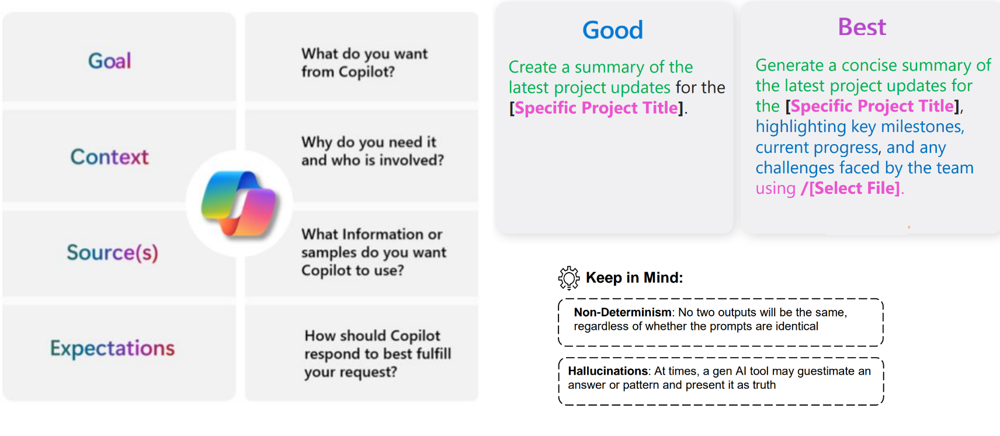 Goal
What do you want
from Copilot?
Context
Why do you need it
and who is involved?
Source(s)
What Information or
samples do you want
Copilot to use?
Expectations
How should Copilot
respond to best fulfill
your request?
Good
Create a summary of the
latest project updates for the
[Specific Project Title].
Best
Generate a concise summary of
the latest project updates for
the [Specific Project Title],
highlighting key milestones,
current progress, and any
challenges faced by the team
using /[Select File].
Keep in Mind:
Non-Determinism: No two outputs will be the same,
regardless of whether the prompts are identical
Hallucinations: At times, a gen AI tool may guestimate an
answer or pattern and present it as truth